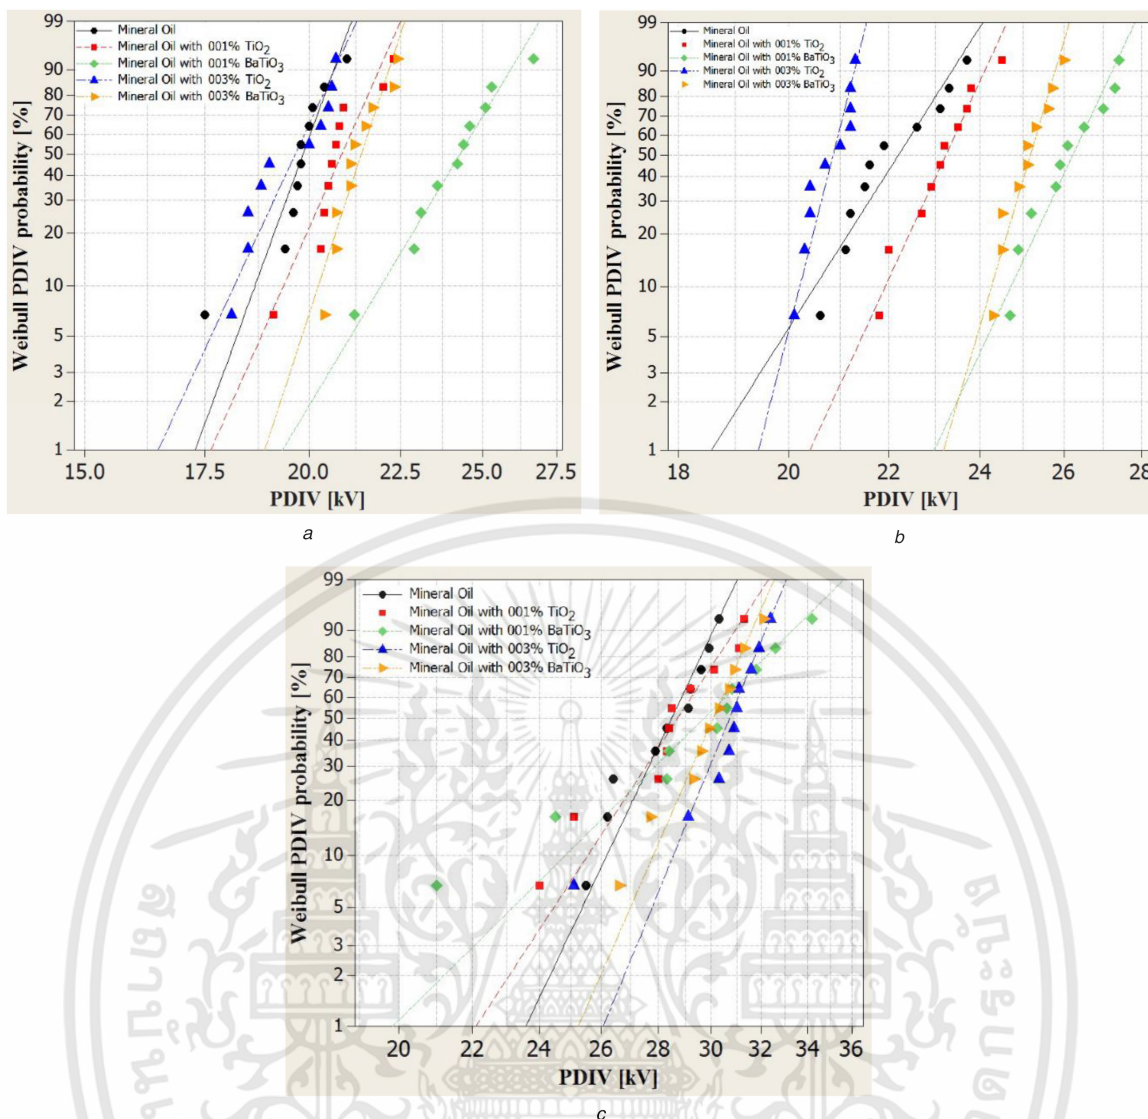 99
90
80
70
60
50
40
30
20
10
5
3
2
1
Weibull PDIV probability [%]
Mineral Oil
Mineral Oil with 001% TiO2
Mineral Oil with 001% BaTiO3
Mineral Oil with 003% TiO2
Mineral Oil with 003% BaTiO3
15.0 17.5 20.0 22.5 25.0 27.5
PDIV [kV]
a
99
90
80
70
60
50
40
30
20
10
5
3
2
1
Weibull PDIV probability [%]
Mineral Oil
Mineral Oil with 001% TiO2
Mineral Oil with 001% BaTiO3
Mineral Oil with 003% TiO2
Mineral Oil with 003% BaTiO3
18 20 22 24 26 28
PDIV [kV]
b
99
90
80
70
60
50
40
30
20
10
5
3
2
1
Weibull PDIV probability [%]
Mineral Oil
Mineral Oil with 001% TiO2
Mineral Oil with 001% BaTiO3
Mineral Oil with 003% TiO2
Mineral Oil with 003% BaTiO3
20 24 26 28 30 32 34 36
PDIV [kV]
c